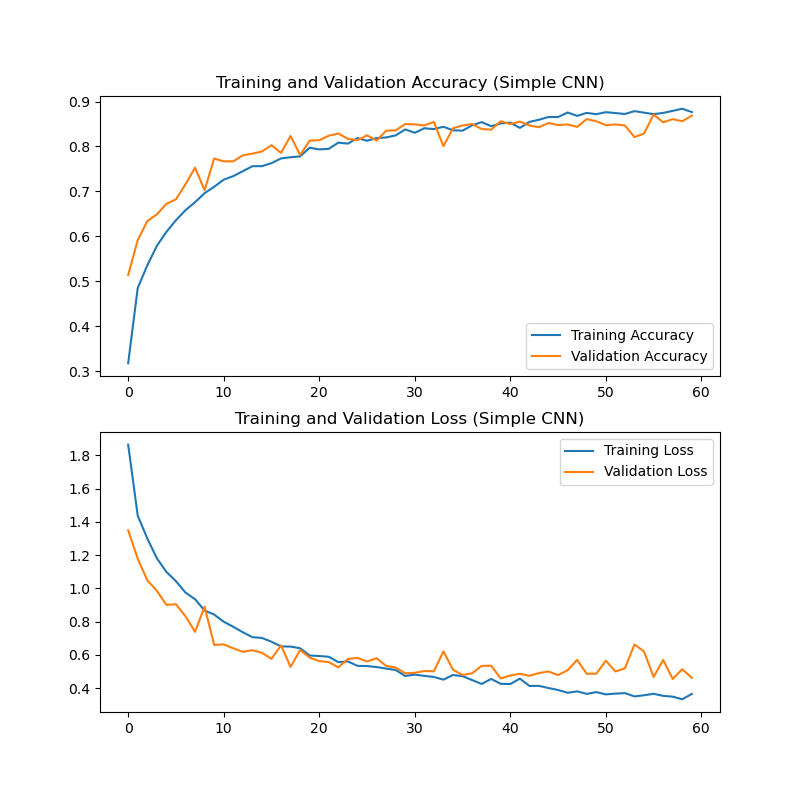 Training and Validation Accuracy (Simple CNN)
0.9
0.8
0.7
0.6
0.5
0.4
0.3
Training Accuracy
Validation Accuracy
0 10 20 30 40 50 60
Training and Validation Loss (Simple CNN)
Training Loss
Validation Loss
1.8
1.6
1.4
1.2
1.0
0.8
0.6
0.4
0 10 20 30 40 50 60